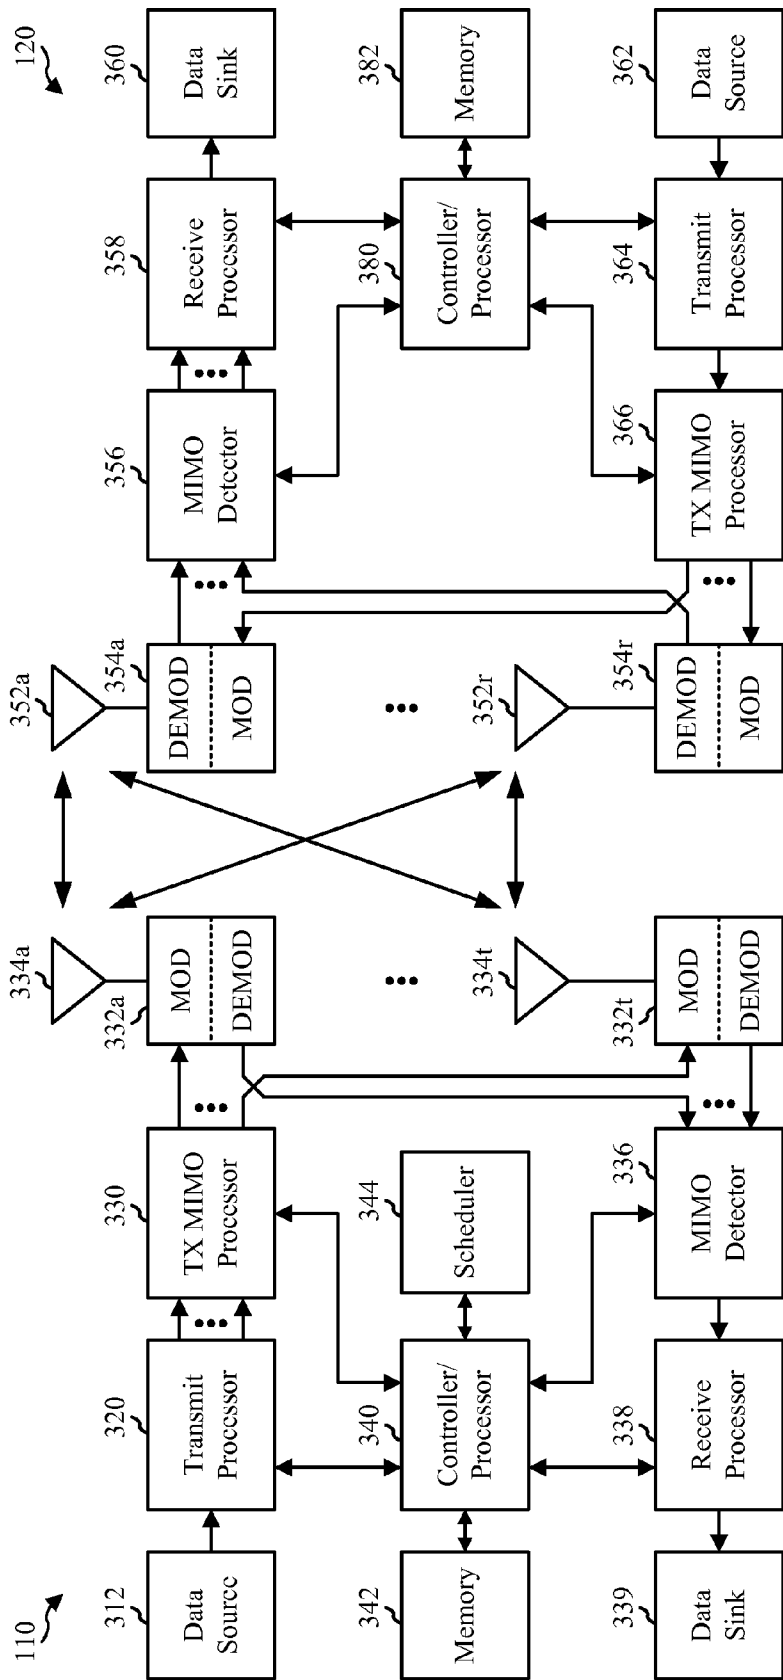 110
334a
352a
120
312
320
330
332a
354a
356
358
360
Data
Source
Transmit
Processor
TX MIMO
Processor
MOD
DEMOD
DEMOD
MOD
MIMO
Detector
Receive
Processor
Data
Sink
342
340
344
380
382
Memory
Controller/
Processor
Scheduler
Controller/
Processor
Memory
334t
352r
339
338
336
332t
354r
366
364
362
Data
Sink
Receive
Processor
MIMO
Detector
MOD
DEMOD
DEMOD
MOD
TX MIMO
Processor
Transmit
Processor
Data
Source